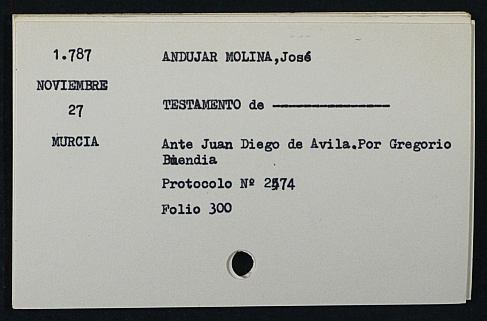 1.787
NOVIEMBRE
27
MURCIA
ANDUJAR MOLINA,José
TESTAMENTO de ----------------
Ante Juan Diego de Avila.Por Gregorio
Buendia
Protocolo Nº
Folio 300